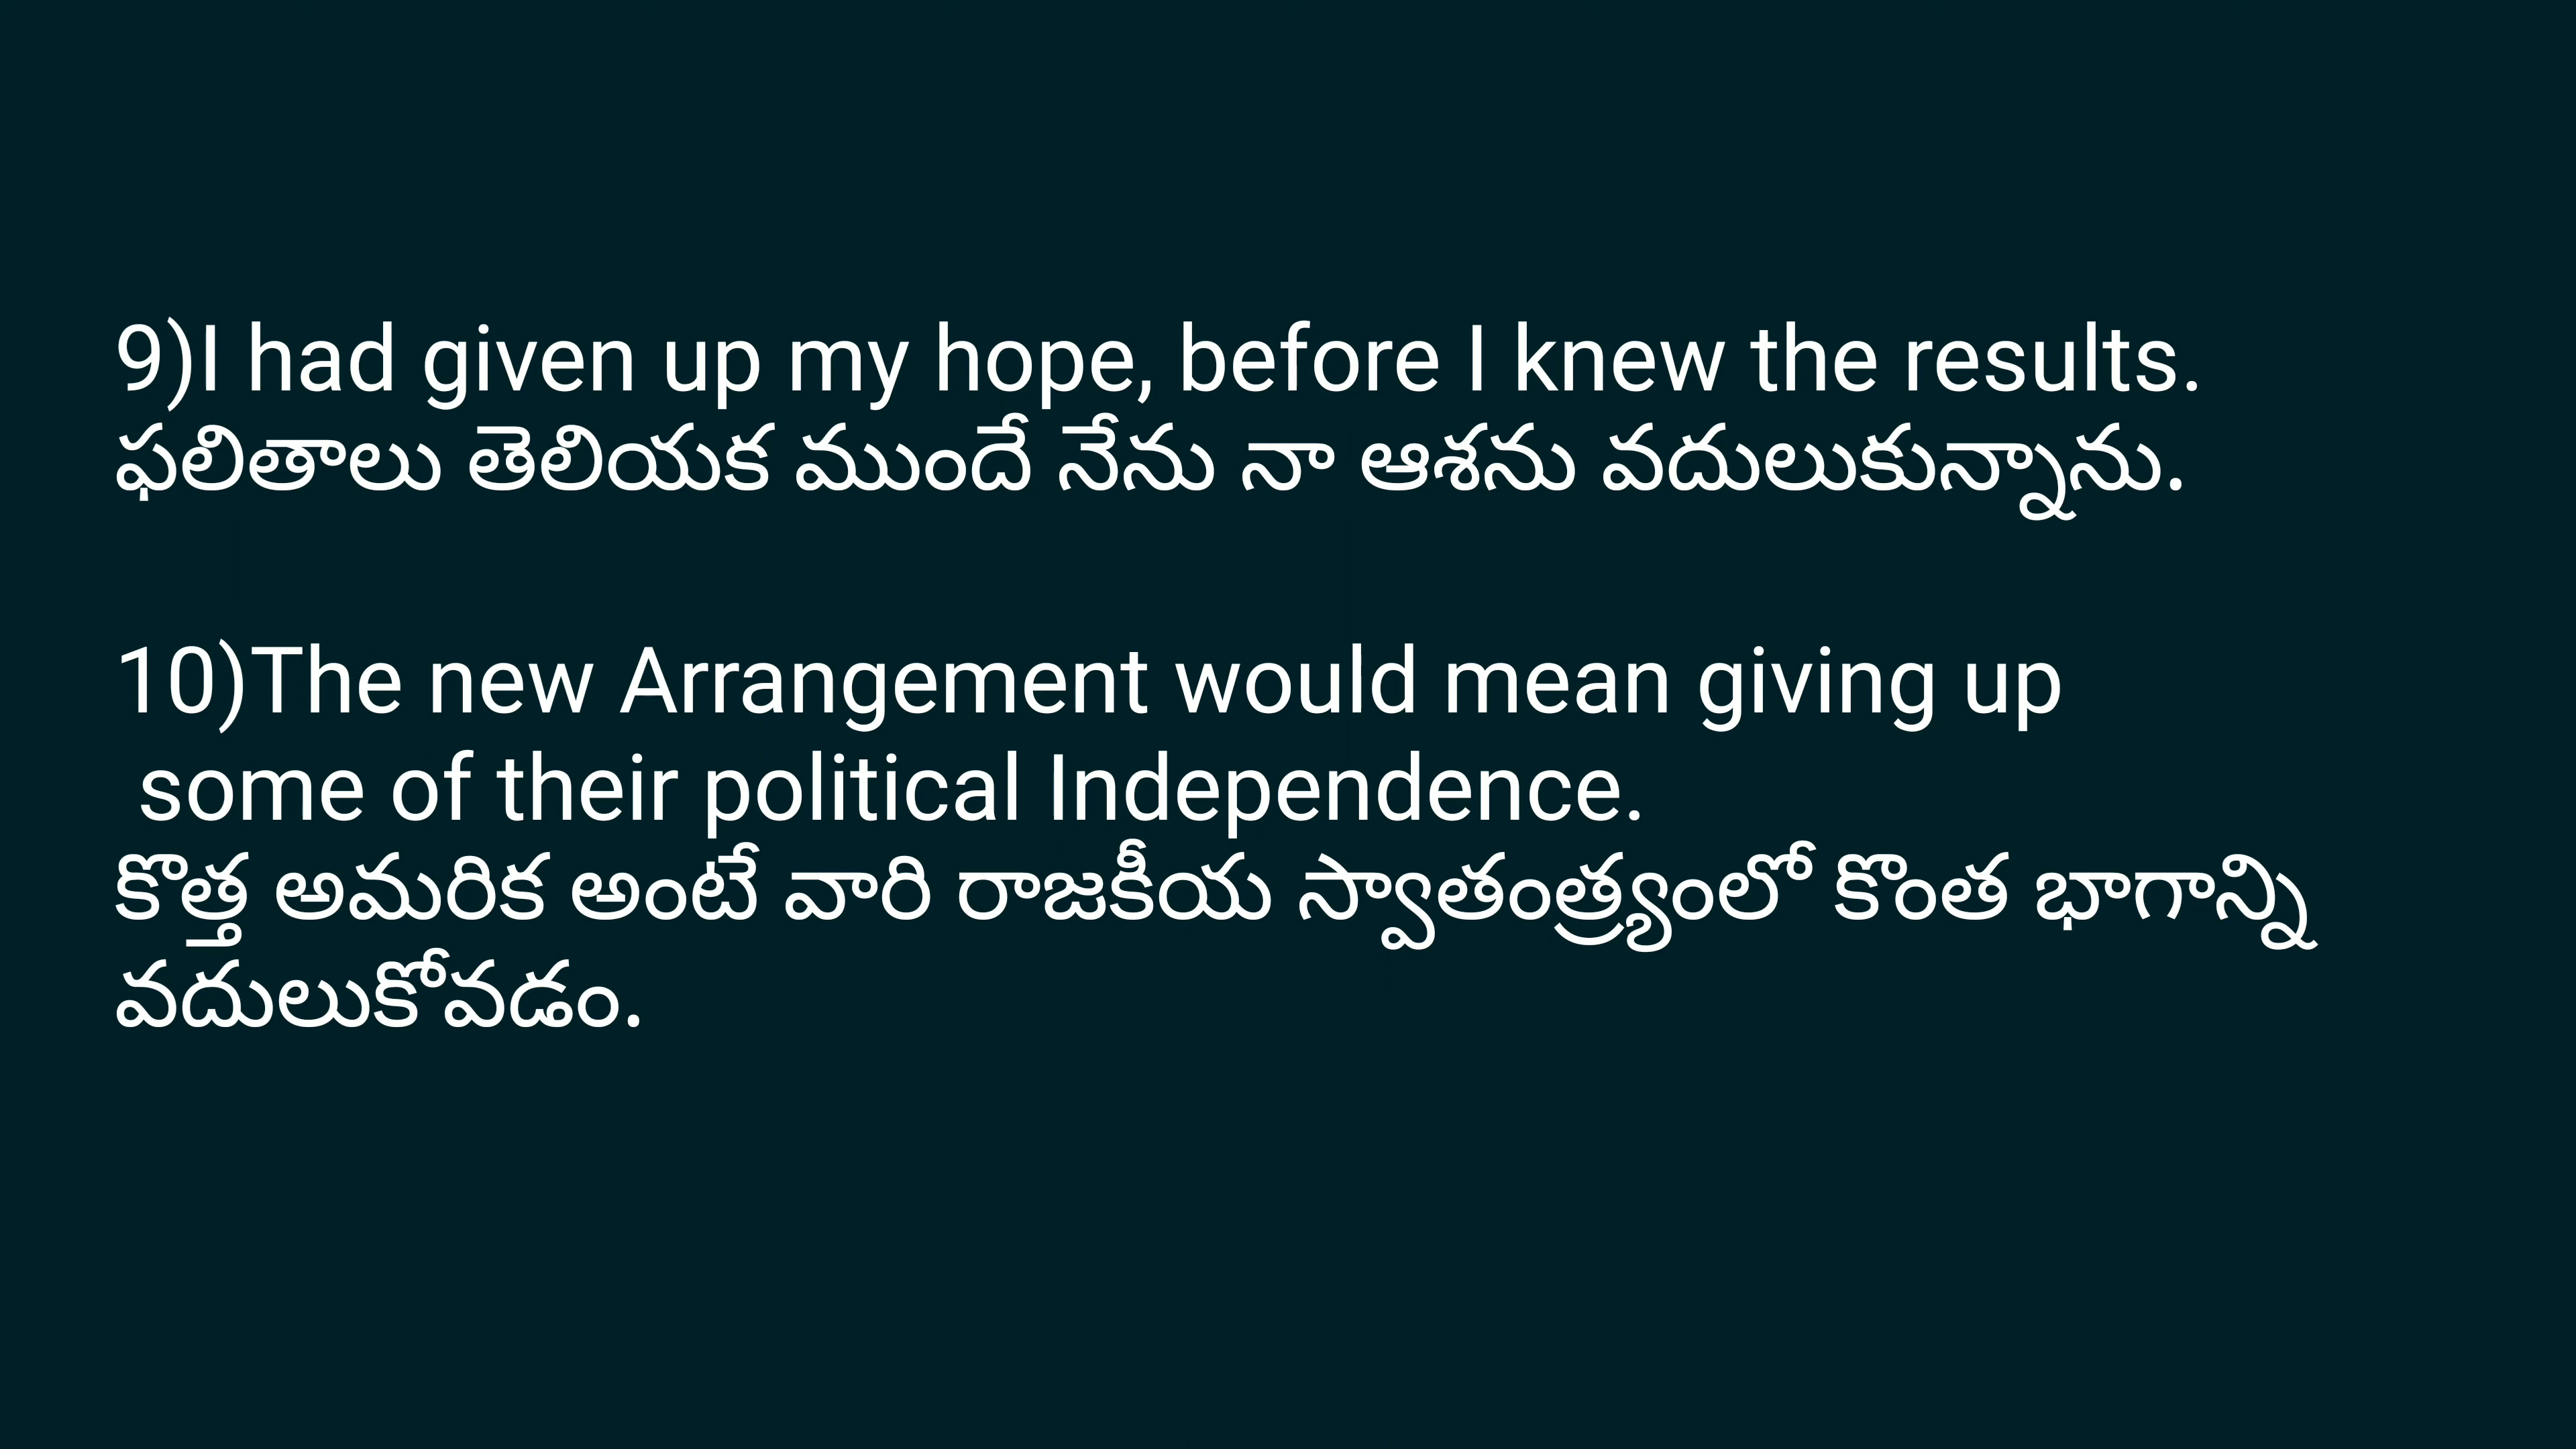 9)I had given up my hope, before I knew the results.
ఫలితాలు తెలియక ముందే నేను నా ఆశను వదులుకున్నాను.
10)The new Arrangement would mean giving up
some of their political Independence.
కొత్త అమరిక అంటే వారి రాజకీయ స్వాతంత్ర్యంలో కొంత భాగాన్ని
వదులుకోవడం.